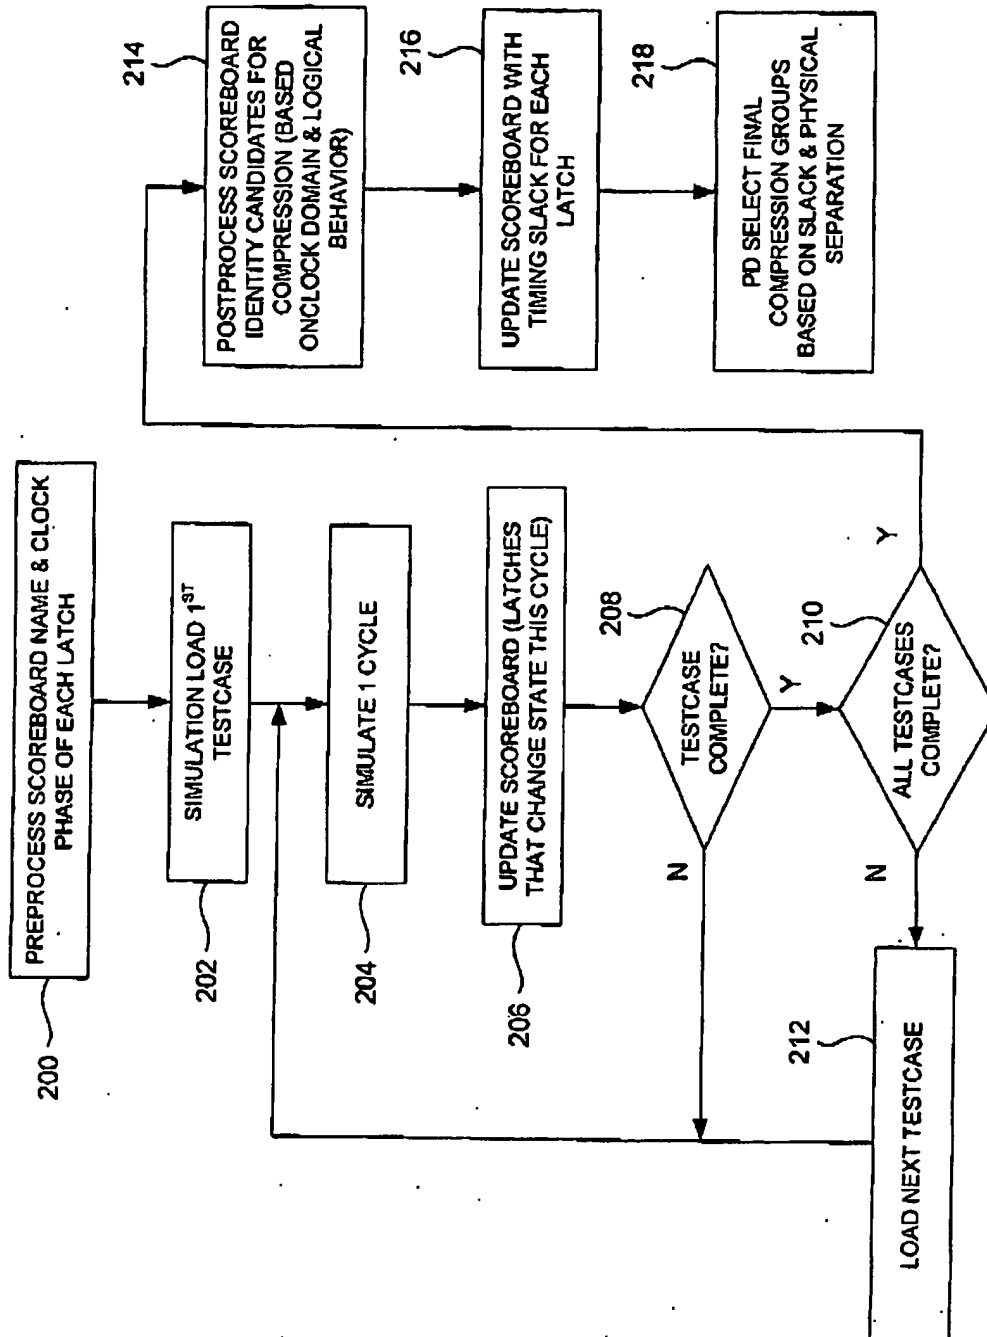 PREPROCESS SCOREBOARD NAME & CLOCK
PHASE OF EACH LATCH
200
SIMULATION LOAD 1ST
TESTCASE
202
SIMULATE 1 CYCLE
204
UPDATE SCOREBOARD (LATCHES
THAT CHANGE STATE THIS CYCLE)
206
TESTCASE
COMPLETE?
208
N
Y
ALL TESTCASES
COMPLETE?
210
N
Y
LOAD NEXT TESTCASE
212
POSTPROCESS SCOREBOARD
IDENTITY CANDIDATES FOR
COMPRESSION (BASED
ONCLOCK DOMAIN & LOGICAL
BEHAVIOR)
214
UPDATE SCOREBOARD WITH
TIMING SLACK FOR EACH
LATCH
216
PD SELECT FINAL
COMPRESSION GROUPS
BASED ON SLACK & PHYSICAL
SEPARATION
218